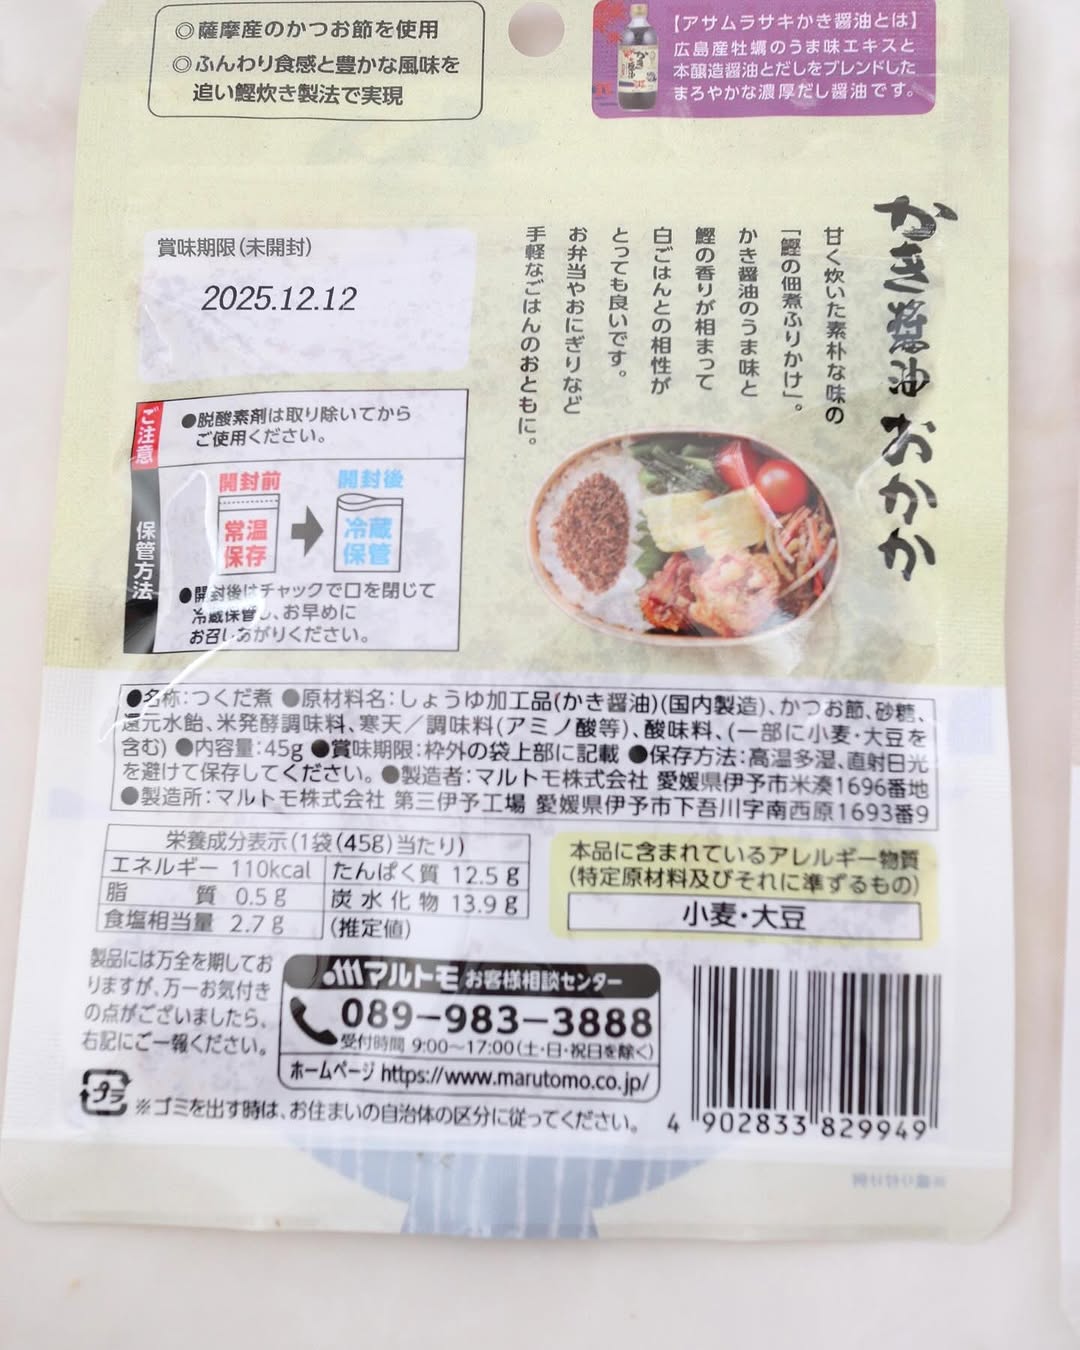 ◎薩摩産のかつお節を使用
◎ふんわり食感と豊かな風味を
追い鰹炊き製法で実現
【アサムラサキかき醤油とは】
広島産牡蠣のうま味エキスと
本醸造醤油とだしをブレンドした
まろやかな濃厚だし醤油です。
かき醤油おかか
甘く炊いた素朴な味の
「鰹の佃煮ふりかけ」。
かき醤油のうま味と
鰹の香りが相まって
白ごはんとの相性が
とっても良いです。
お弁当やおにぎりなど
手軽なごはんのおともに。
賞味期限(未開封)
2025.12.12
ご注意
●脱酸素剤は取り除いてから
ご使用ください。
保管方法
開封前
常温
保存
開封後
冷蔵
保管
●開封後はチャックで口を閉じて
冷蔵保管し、お早めに
お召しあがりください。
●名称:つくだ煮 ●原材料名:しょうゆ加工品(かき醤油)(国内製造)、かつお節、砂糖、
還元水飴、米発酵調味料、寒天/調味料(アミノ酸等)、酸味料、(一部に小麦・大豆を
含む) ●内容量:45g ●賞味期限:枠外の袋上部に記載 ●保存方法:高温多湿、直射日光
を避けて保存してください。●製造者:マルトモ株式会社 愛媛県伊予市米湊1696番地
●製造所:マルトモ株式会社 第三伊予工場 愛媛県伊予市下吾川字南西原1693番9
栄養成分表示(1袋(45g)当たり)
エネルギー 110kcal たんぱく質 12.5g
脂質 0.5g 炭水化物 13.9g
食塩相当量 2.7g (推定値)
本品に含まれているアレルギー物質
(特定原材料及びそれに準ずるもの)
小麦・大豆
製品には万全を期してお
りますが、万一お気付き
の点がございましたら、
右記にご一報ください。
マルトモ お客様相談センター
089-983-3888
受付時間 9:00〜17:00(土・日・祝日を除く)
ホームページ https://www.marutomo.co.jp/
プラ
※ゴミを出す時は、お住まいの自治体の区分に従ってください。
4 902833 829949
※盛り付け例